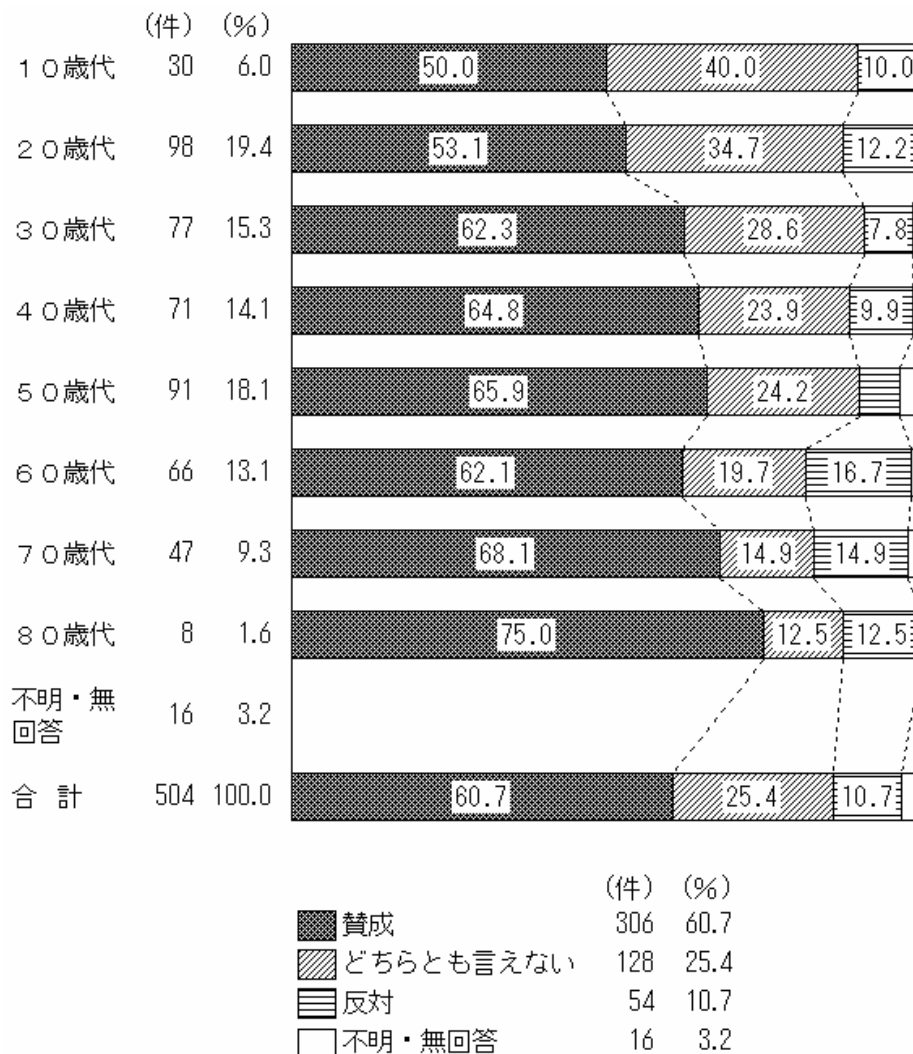 (件) (%)
10歳代 30 6.0 50.0 40.0 10.0
20歳代 98 19.4 53.1 34.7 12.2
30歳代 77 15.3 62.3 28.6 7.8
40歳代 71 14.1 64.8 23.9 9.9
50歳代 91 18.1 65.9 24.2
60歳代 66 13.1 62.1 19.7 16.7
70歳代 47 9.3 68.1 14.9 14.9
80歳代 8 1.6 75.0 12.5 12.5
不明・無
回答 16 3.2
合 計 504 100.0 60.7 25.4 10.7
(件) (%)
賛成 306 60.7
どちらとも言えない 128 25.4
反対 54 10.7
不明・無回答 16 3.2